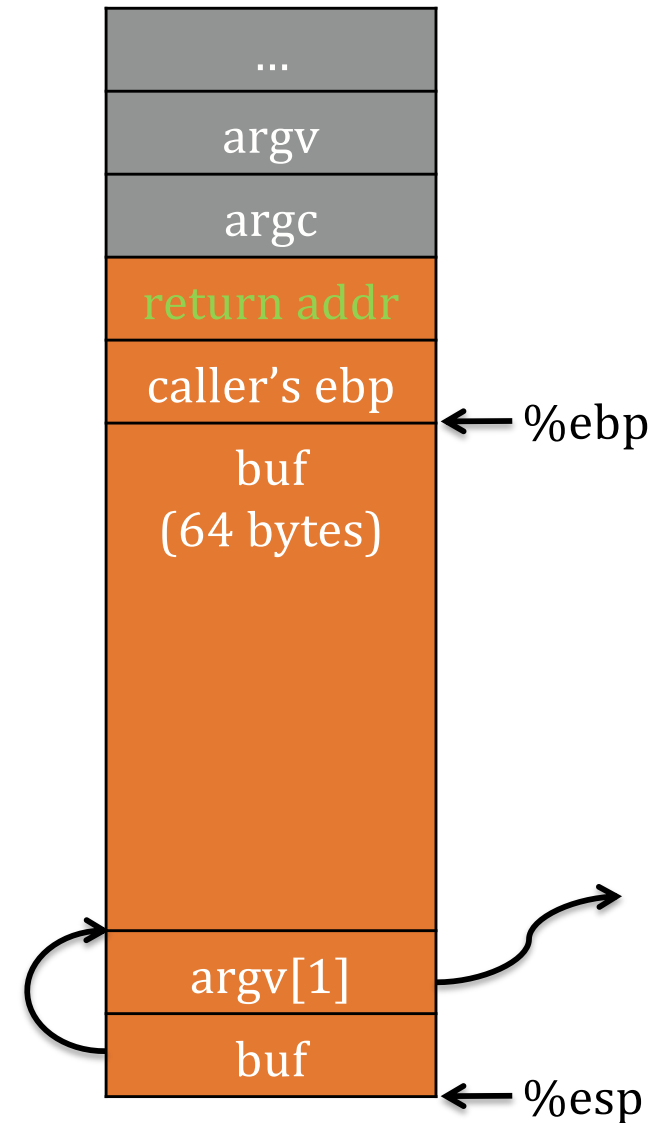 ...
argv
argc
return addr
caller’s ebp
%ebp
buf
(64 bytes)
argv[1]
buf
%esp